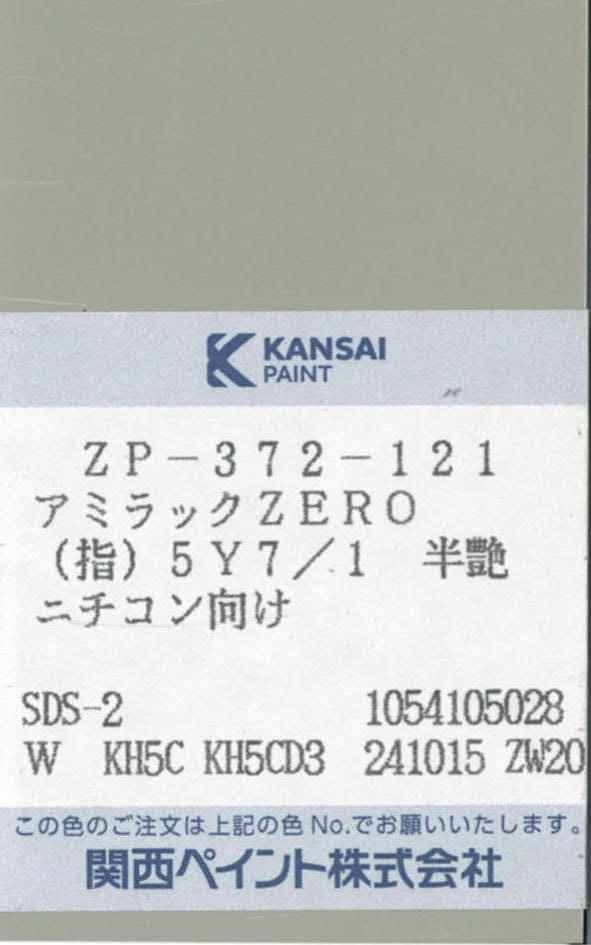 KANSAI
PAINT
ZP-372-121
アミラックZERO
(指)5Y7/1 半艶
ニチコン向け
SDS-2 1054105028
W KH5C KH5CD3 241015 ZW20
この色のご注文は上記の色No.でお願いいたします。
関西ペイント株式会社